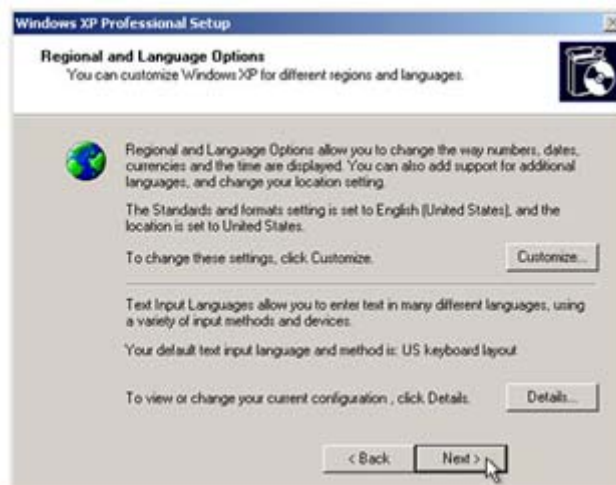 Windows XP Professional Setup
Regional and Language Options
You can customize Windows XP for different regions and languages.
Regional and Language Options allow you to change the way numbers, dates,
currencies and the time are displayed. You can also add support for additional
languages, and change your location setting.
The Standards and formats setting is set to English (United States), and the
location is set to United States.
To change these settings, click Customize.
Customize...
Text Input Languages allow you to enter text in many different languages, using
a variety of input methods and devices.
Your default text input language and method is: US keyboard layout
To view or change your current configuration , click Details.
Details...
< Back
Next >